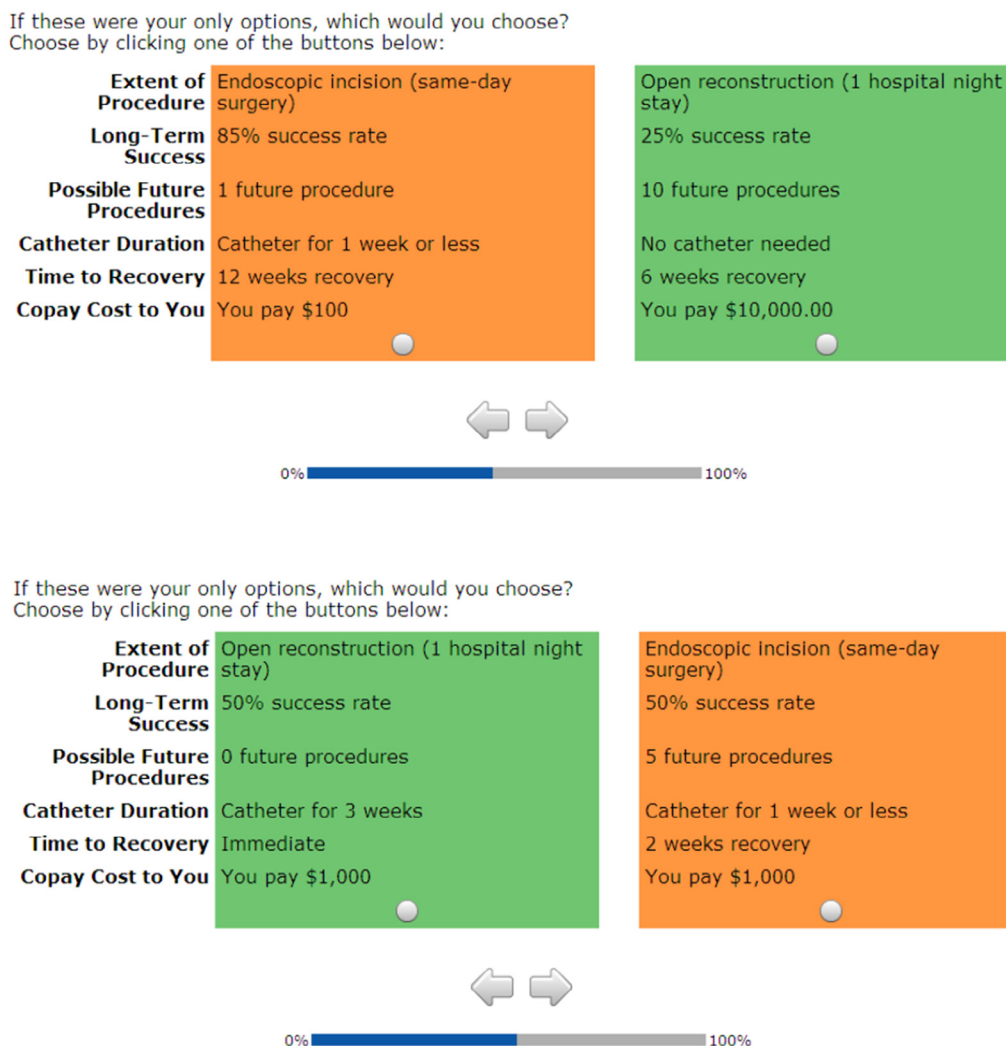 If these were your only options, which would you choose?
Choose by clicking one of the buttons below:
Extent of Procedure Endoscopic incision (same-day surgery) Open reconstruction (1 hospital night stay)
Long-Term Success 85% success rate 25% success rate
Possible Future Procedures 1 future procedure 10 future procedures
Catheter Duration Catheter for 1 week or less No catheter needed
Time to Recovery 12 weeks recovery 6 weeks recovery
Copay Cost to You You pay $100 You pay $10,000.00
0% 100%
If these were your only options, which would you choose?
Choose by clicking one of the buttons below:
Extent of Procedure Open reconstruction (1 hospital night stay) Endoscopic incision (same-day surgery)
Long-Term Success 50% success rate 50% success rate
Possible Future Procedures 0 future procedures 5 future procedures
Catheter Duration Catheter for 3 weeks Catheter for 1 week or less
Time to Recovery Immediate 2 weeks recovery
Copay Cost to You You pay $1,000 You pay $1,000
0% 100%